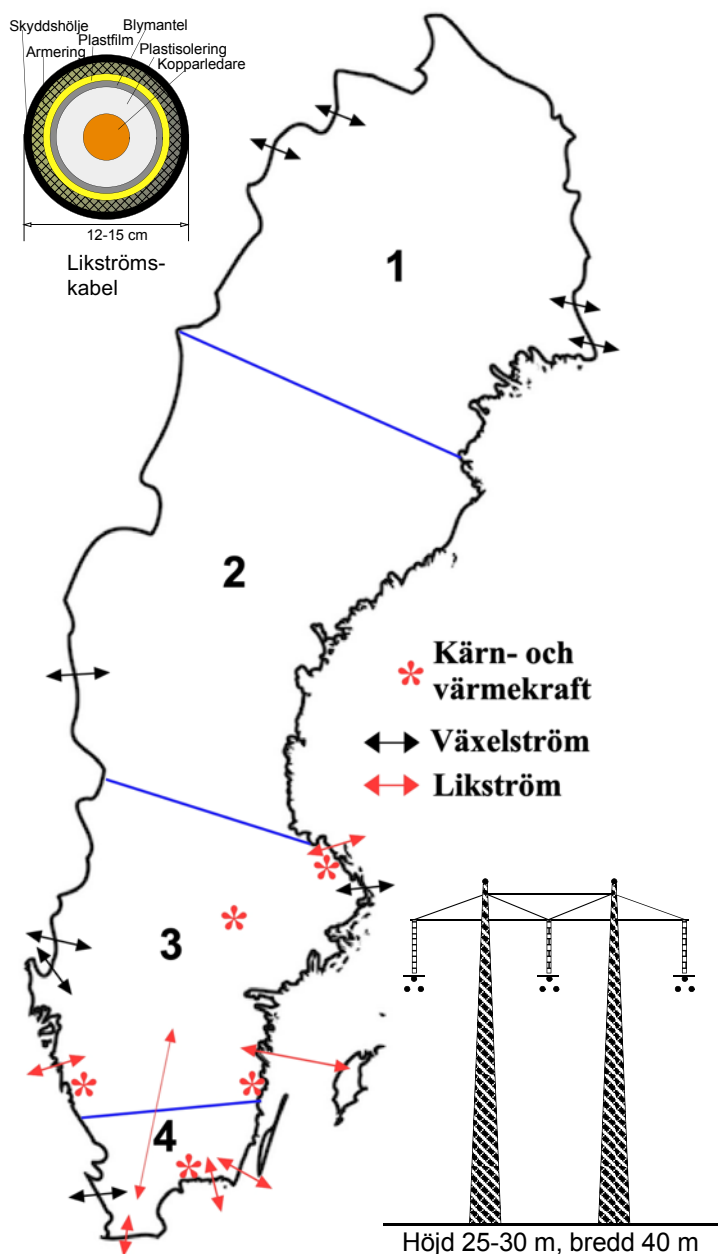 Skyddshölje
Blymantel
Plastfilm
Armering
Plastisolering
Kopparledare
12-15 cm
Likströms-
kabel
1
2
Kärn- och
värmekraft
Växelström
Likström
3
4
Höjd 25-30 m, bredd 40 m